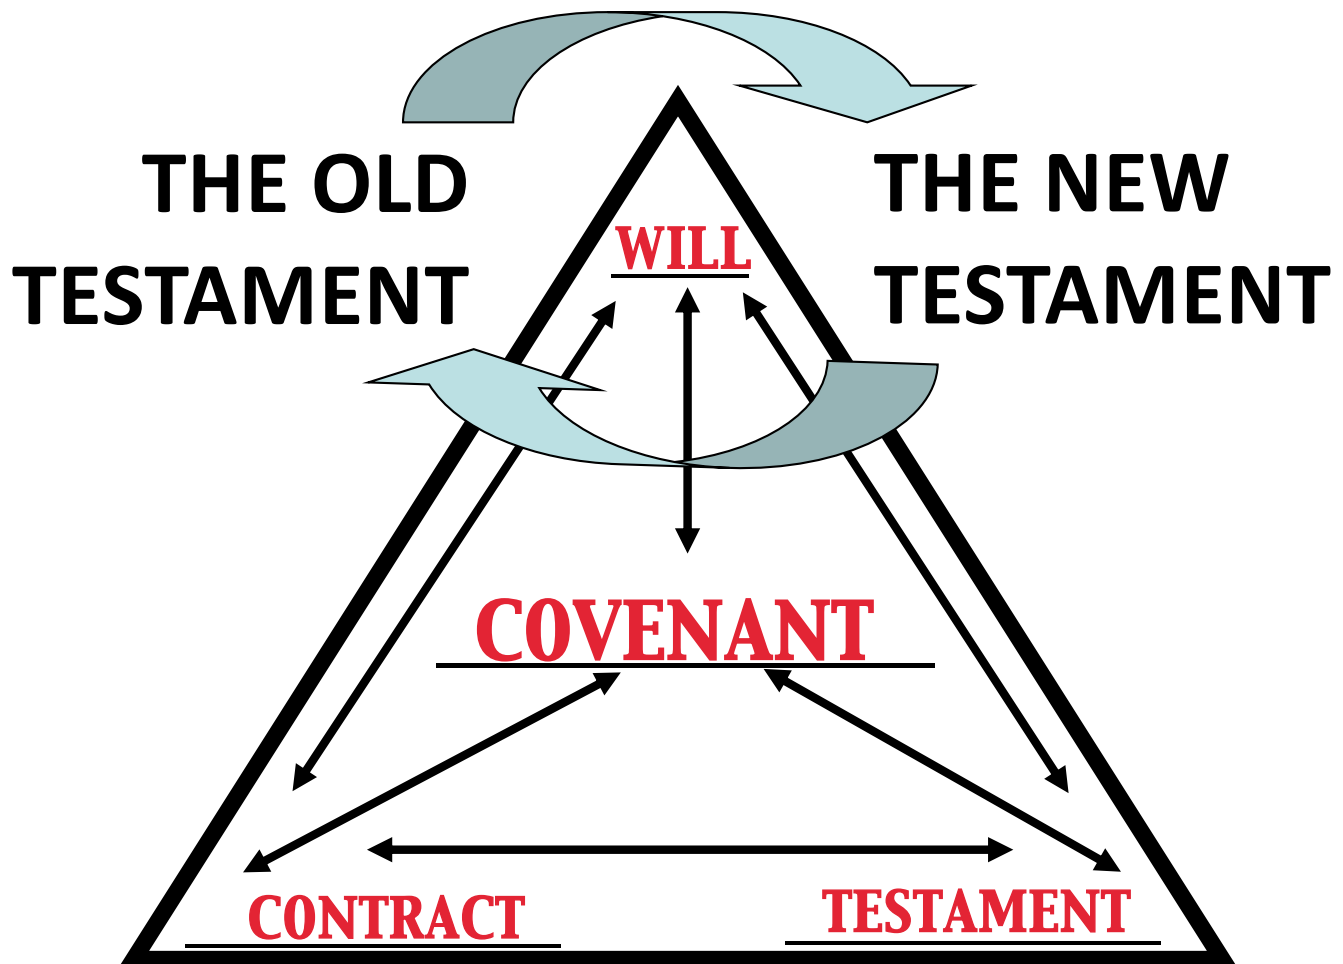 THE OLD
TESTAMENT
THE NEW
TESTAMENT
WILL
COVENANT
CONTRACT
TESTAMENT